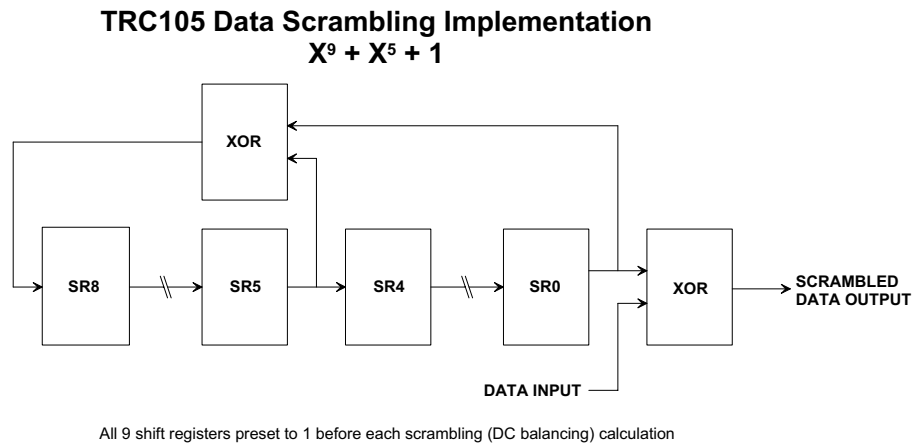 TRC105 Data Scrambling Implementation
X⁹ + X⁵ + 1
XOR
SR8
SR5
SR4
SR0
XOR
SCRAMBLED
DATA OUTPUT
DATA INPUT
All 9 shift registers preset to 1 before each scrambling (DC balancing) calculation